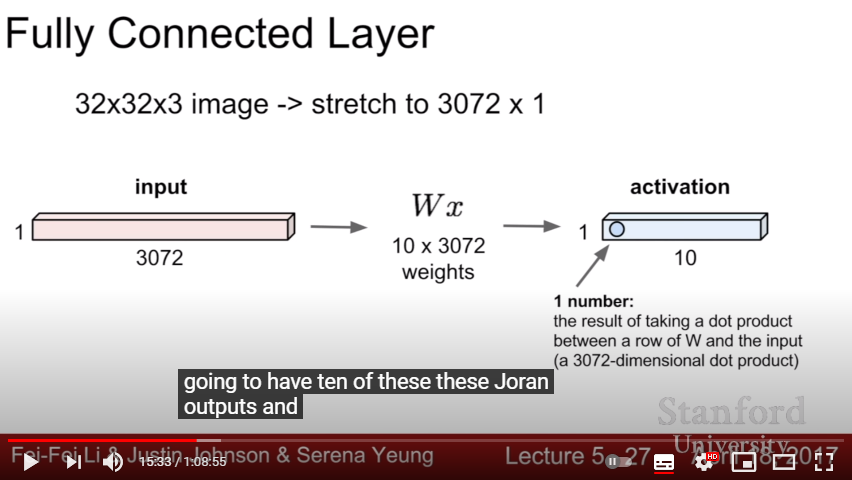 Fully Connected Layer
32x32x3 image -> stretch to 3072 x 1
input
1
3072
Wx
10 x 3072
weights
activation
1
10
1 number:
the result of taking a dot product
between a row of W and the input
(a 3072-dimensional dot product)
going to have ten of these these Joran
outputs and
Stanford
University
Fei-Fei Li & Justin Johnson & Serena Yeung
Lecture 5 - 27
2017
15:33 / 1:08:55
HD